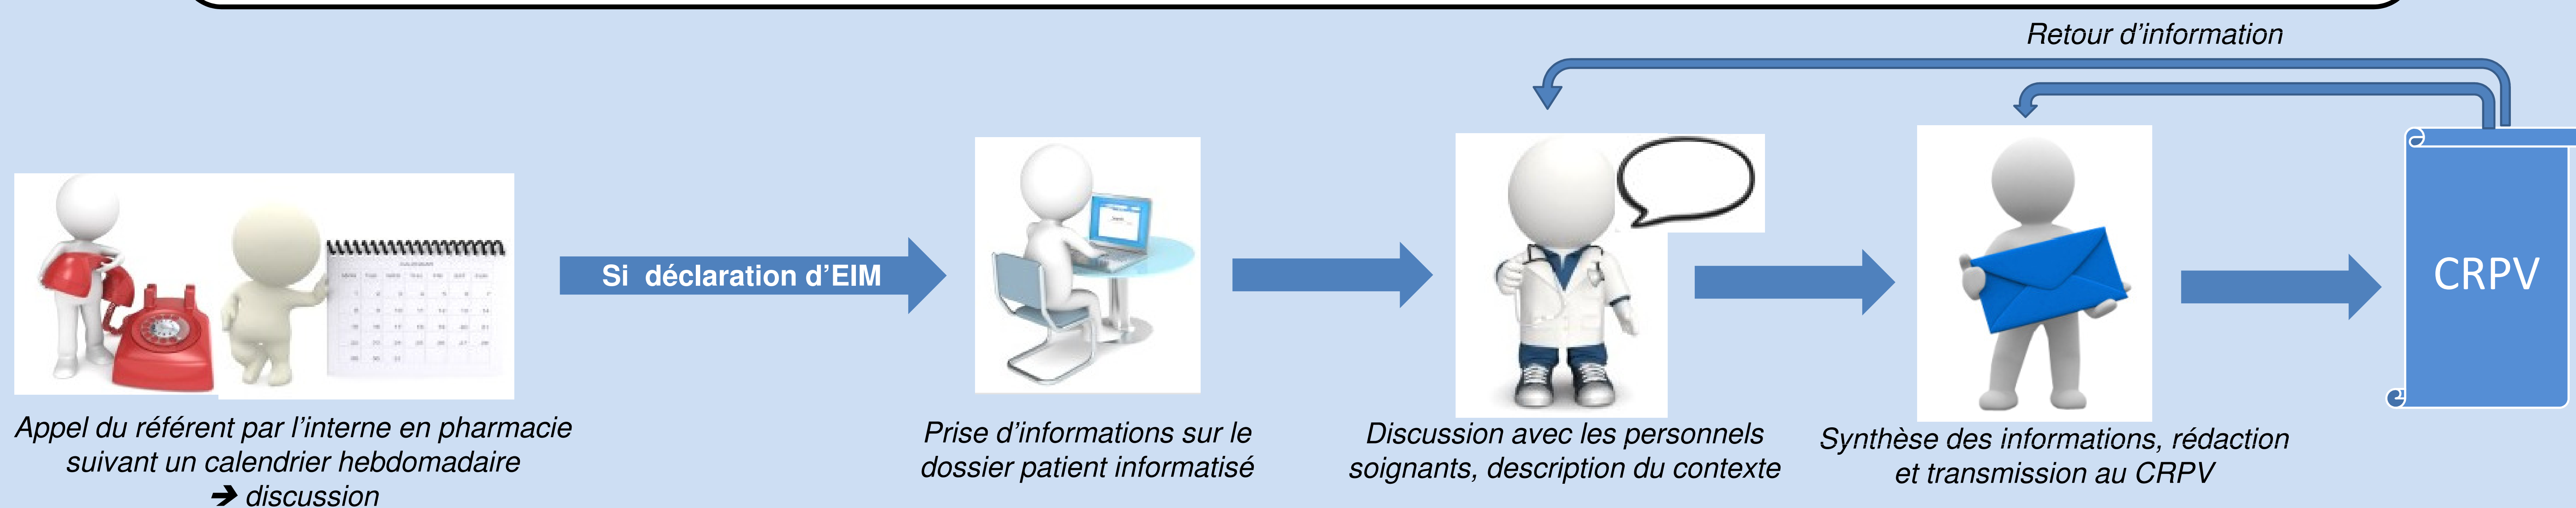 Retour d'information
Si déclaration d'EIM
CRPV
Appel du référent par l'interne en pharmacie
suivant un calendrier hebdomadaire
➔ discussion
Prise d'informations sur le
dossier patient informatisé
Discussion avec les personnels
soignants, description du contexte
Synthèse des informations, rédaction
et transmission au CRPV